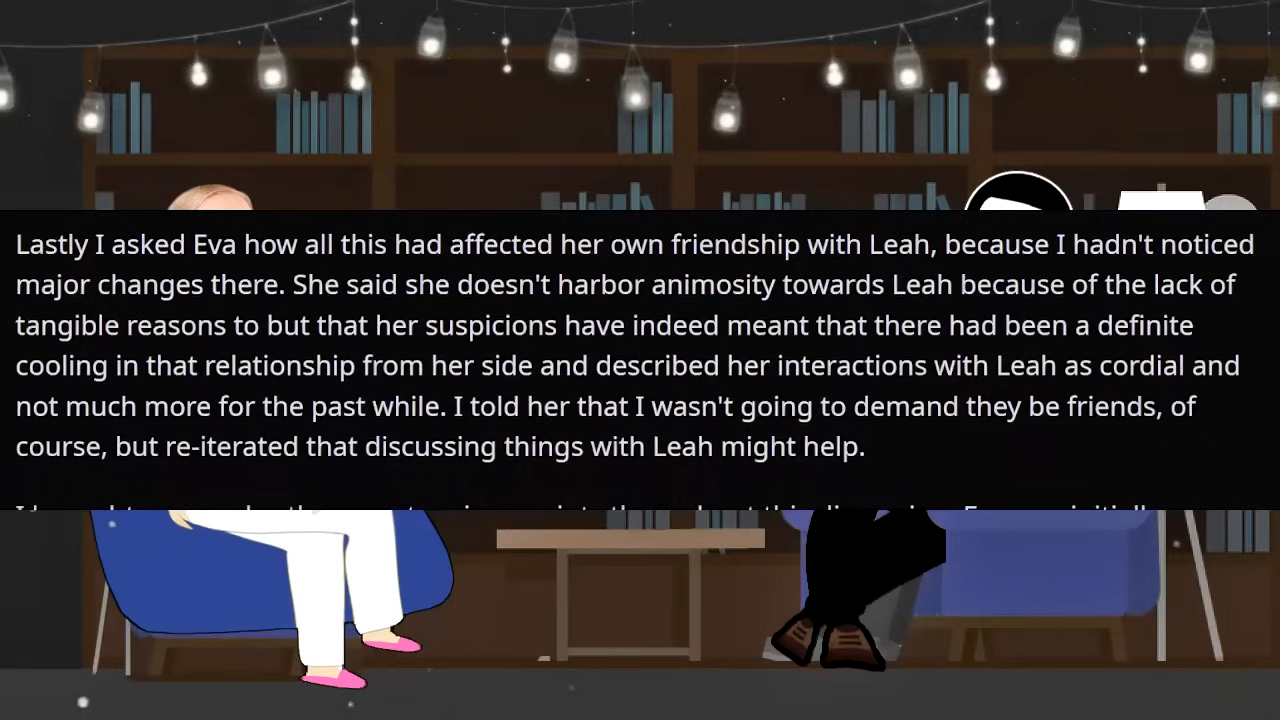 Lastly I asked Eva how all this had affected her own friendship with Leah, because I hadn't noticed
major changes there. She said she doesn't harbor animosity towards Leah because of the lack of
tangible reasons to but that her suspicions have indeed meant that there had been a definite
cooling in that relationship from her side and described her interactions with Leah as cordial and
not much more for the past while. I told her that I wasn't going to demand they be friends, of
course, but re-iterated that discussing things with Leah might help.